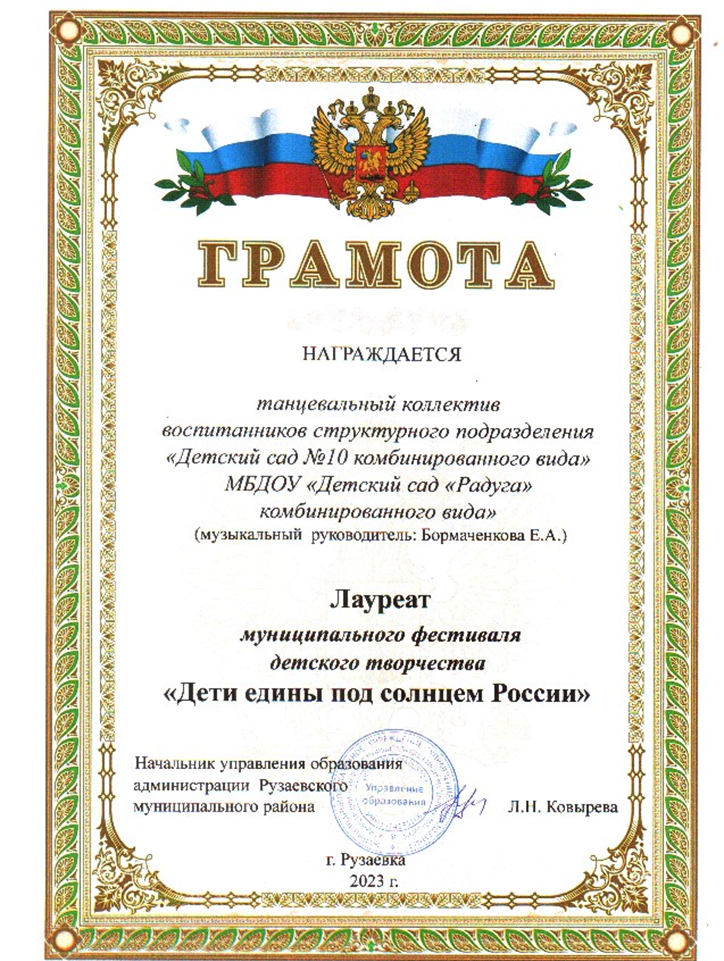 ГРАМОТА
НАГРАЖДАЕТСЯ
танцевальный коллектив
воспитанников структурного подразделения
«Детский сад №10 комбинированного вида»
МБДОУ «Детский сад «Радуга»
комбинированного вида»
(музыкальный руководитель: Бормаченкова Е.А.)
Лауреат
муниципального фестиваля
детского творчества
«Дети едины под солнцем России»
Начальник управления образования
администрации Рузаевского
муниципального района
Управление
образования
Л.Н. Ковырева
г. Рузаевка
2023 г.